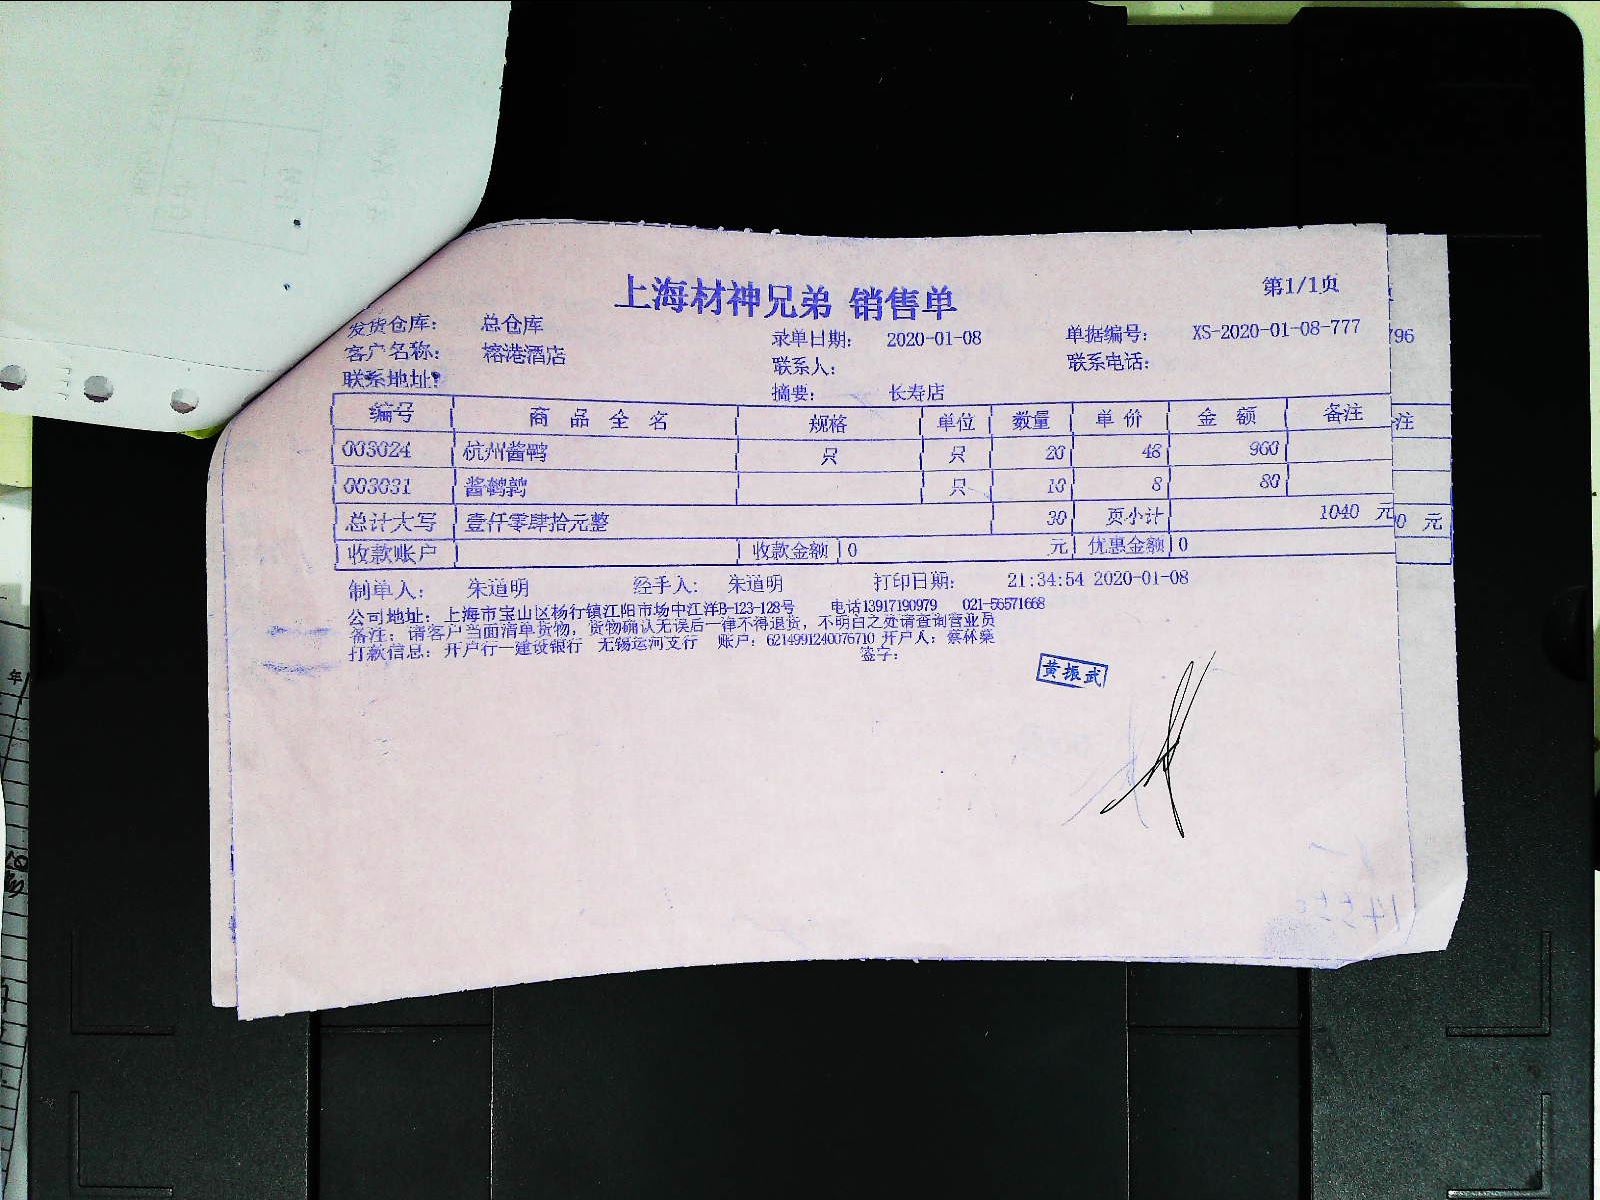 上海材神兄弟 销售单
第1/1页
发货仓库： 总仓库 录单日期： 2020-01-08 单据编号： XS-2020-01-08-777
客户名称： 榕港酒店 联系人： 联系电话：
联系地址： 摘要： 长寿店
编号 商品全名 规格 单位 数量 单价 金额 备注
003024 杭州酱鸭 只 只 20 48 960
003031 酱鹌鹑 只 10 8 80
总计大写 壹仟零肆拾元整 30 页小计 1040 元
收款账户 收款金额 0 元 优惠金额 0
制单人： 朱道明 经手人： 朱道明 打印日期： 21:34:54 2020-01-08
公司地址：上海市宝山区杨行镇江阳市场中江洋B-123-128号 电话13917190979 021-56571668
备注：请客户当面清单货物，货物确认无误后一律不得退货，不明白之处请查询营业员
打款信息：开户行—建设银行 无锡运河支行 账户：6214991240076710 开户人：蔡林燊
签字：
黄振武
796
注
0 元
年